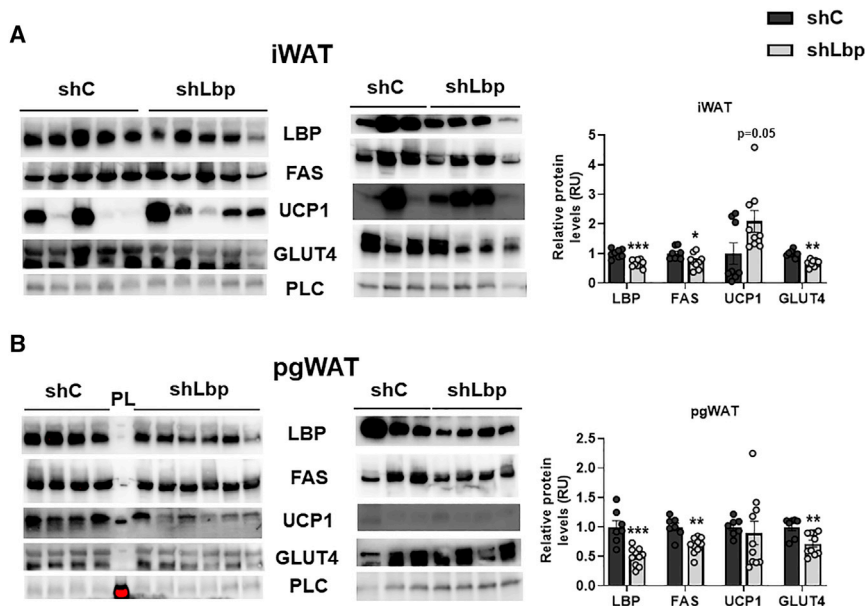 shC
shLbp
A
iWAT
shC shLbp
shC shLbp
LBP
FAS
UCP1
GLUT4
PLC
iWAT
Relative protein
levels (RU)
5
4
3
2
1
0
***
*
p=0.05
**
LBP FAS UCP1 GLUT4
B
pgWAT
shC PL shLbp
shC shLbp
LBP
FAS
UCP1
GLUT4
PLC
pgWAT
Relative protein
levels (RU)
2.5
2.0
1.5
1.0
0.5
0.0
***
**
**
LBP FAS UCP1 GLUT4